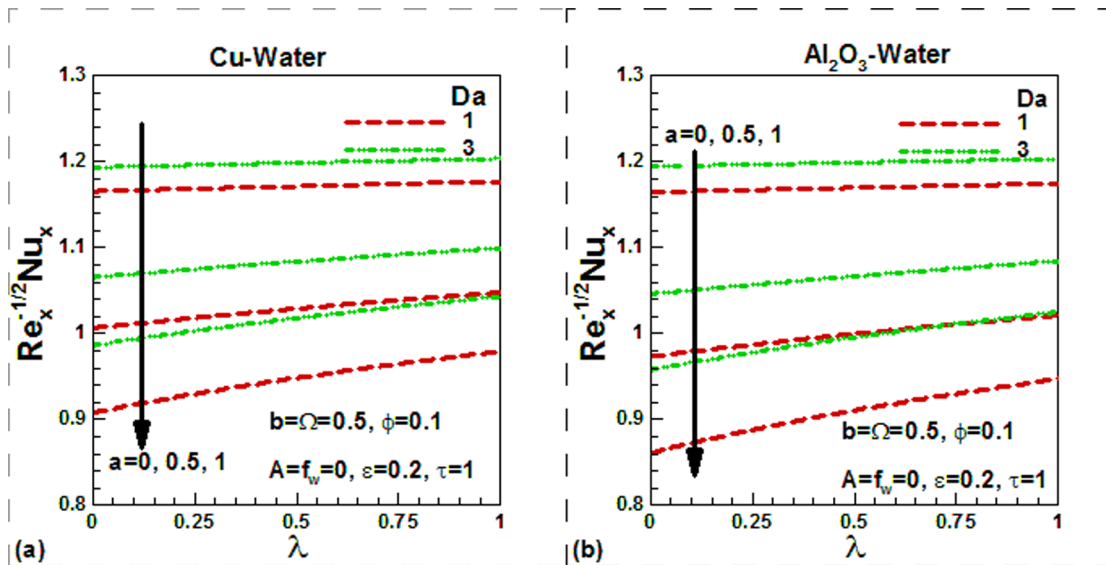 Cu-Water
Re_x^-1/2 Nu_x
1.3
1.2
1.1
1
0.9
0.8
Da
1
3
a=0, 0.5, 1
b=Ω=0.5, ϕ=0.1
A=f_w=0, ε=0.2, τ=1
0
0.25
0.5
0.75
1
λ
(a)
Al₂O₃-Water
Re_x^-1/2 Nu_x
1.3
1.2
1.1
1
0.9
0.8
Da
1
3
a=0, 0.5, 1
b=Ω=0.5, ϕ=0.1
A=f_w=0, ε=0.2, τ=1
0
0.25
0.5
0.75
1
λ
(b)